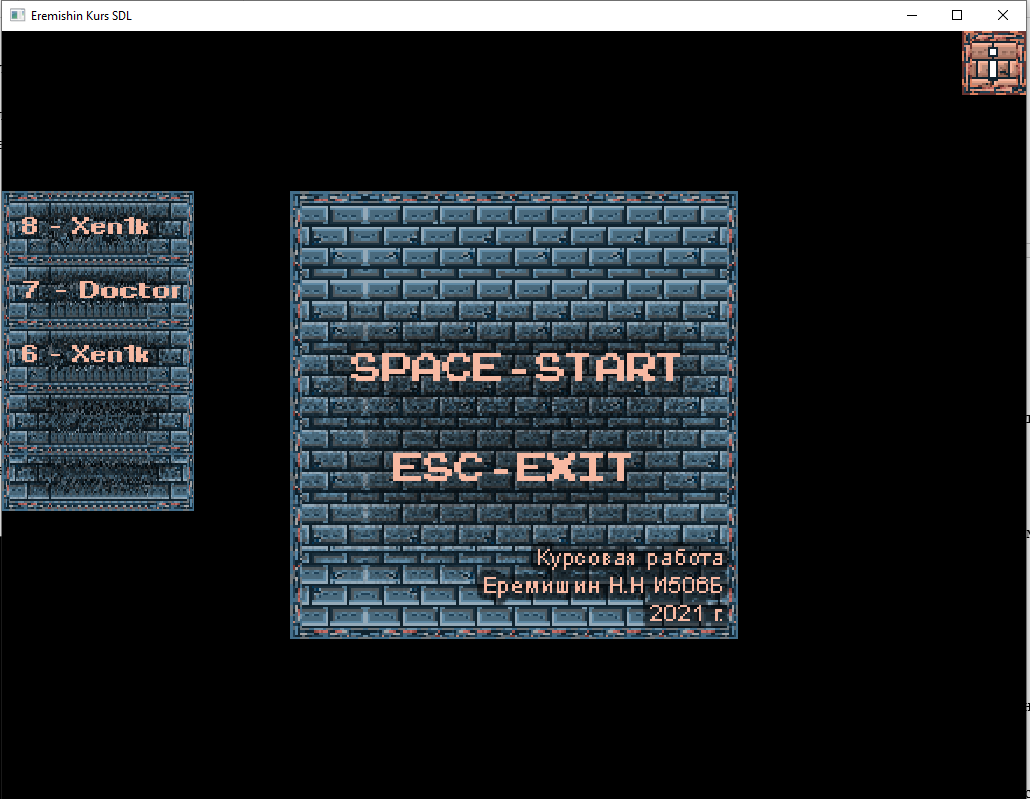 Eremishin Kurs SDL
8 - Xen1k
7 - Doctor
6 - Xen1k
SPACE-START
ESC-EXIT
Курсовая работа
Еремишин Н.Н И506Б
2021 г.